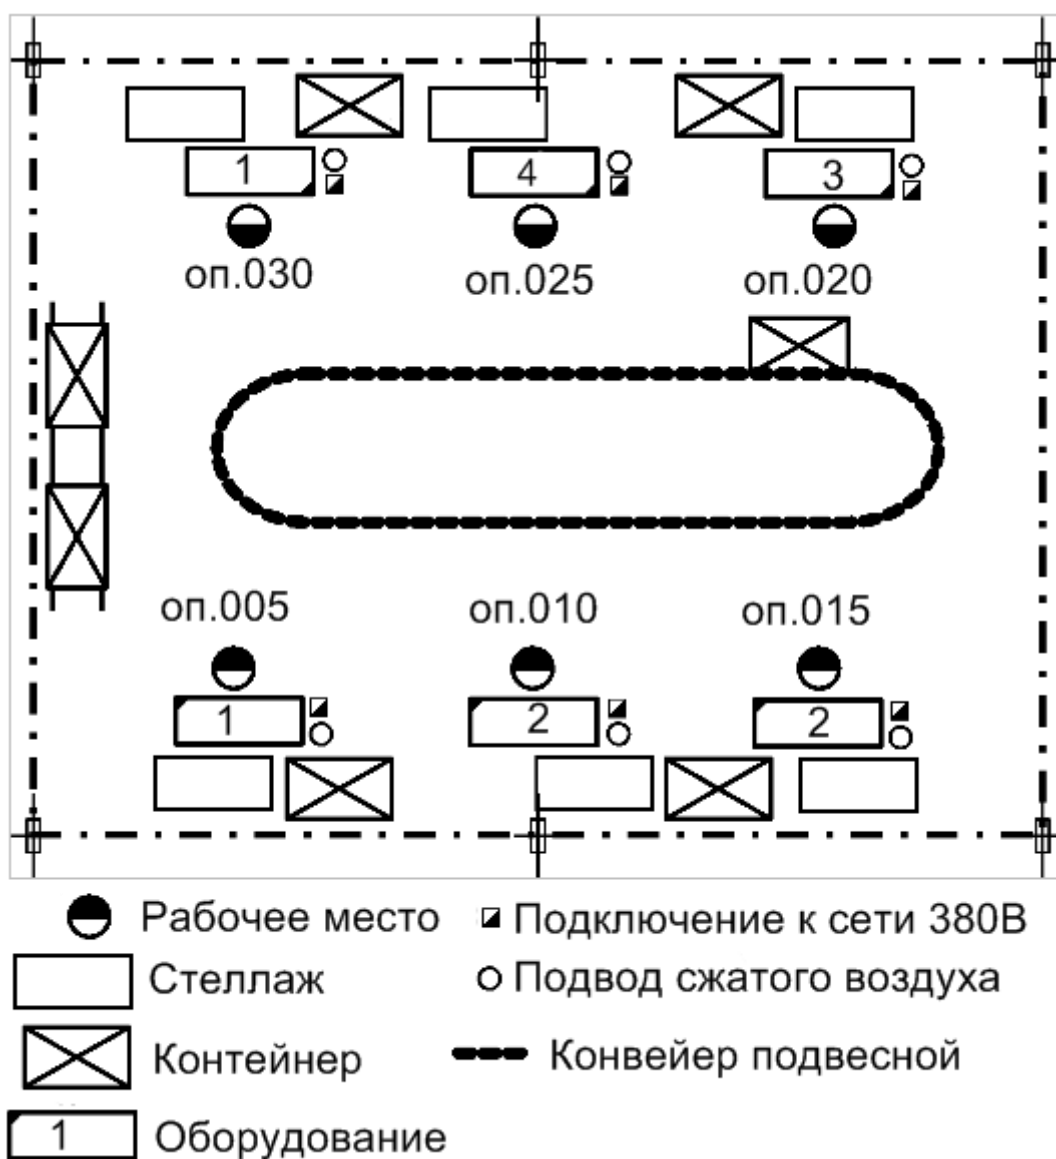 1 4 3
оп.030 оп.025 оп.020
оп.005 оп.010 оп.015
1 2 2
Рабочее место
Подключение к сети 380В
Стеллаж
Подвод сжатого воздуха
Контейнер
Конвейер подвесной
1
Оборудование